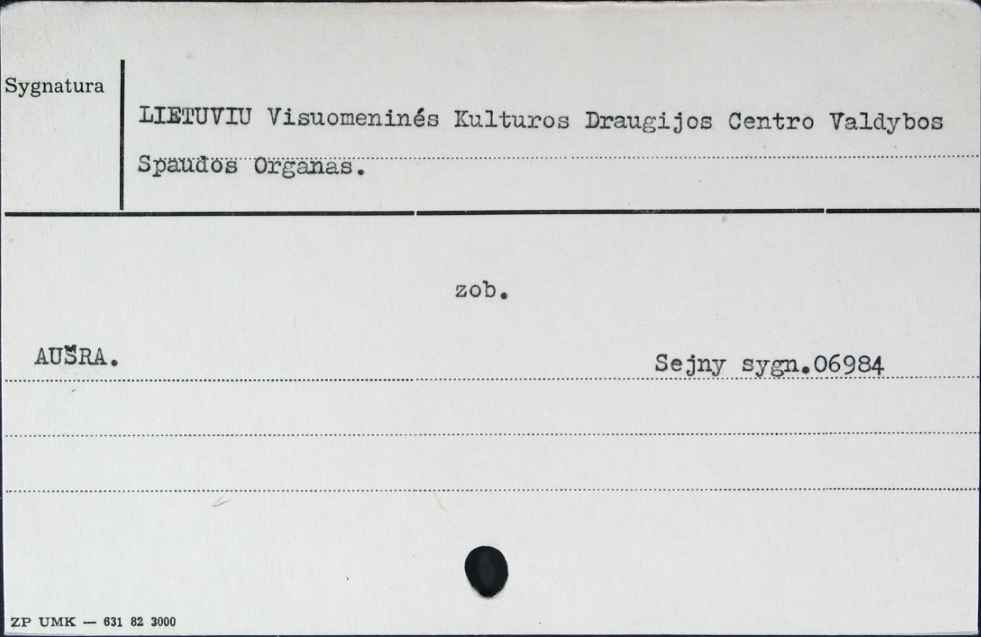 Sygnatura
LIETUVIU Visuomeninés Kulturos Draugijos Centro Valdybos
Spaudos Organas.
zob.
AUŠRA.
Sejny sygn.06984
ZP UMK — 631 82 3000